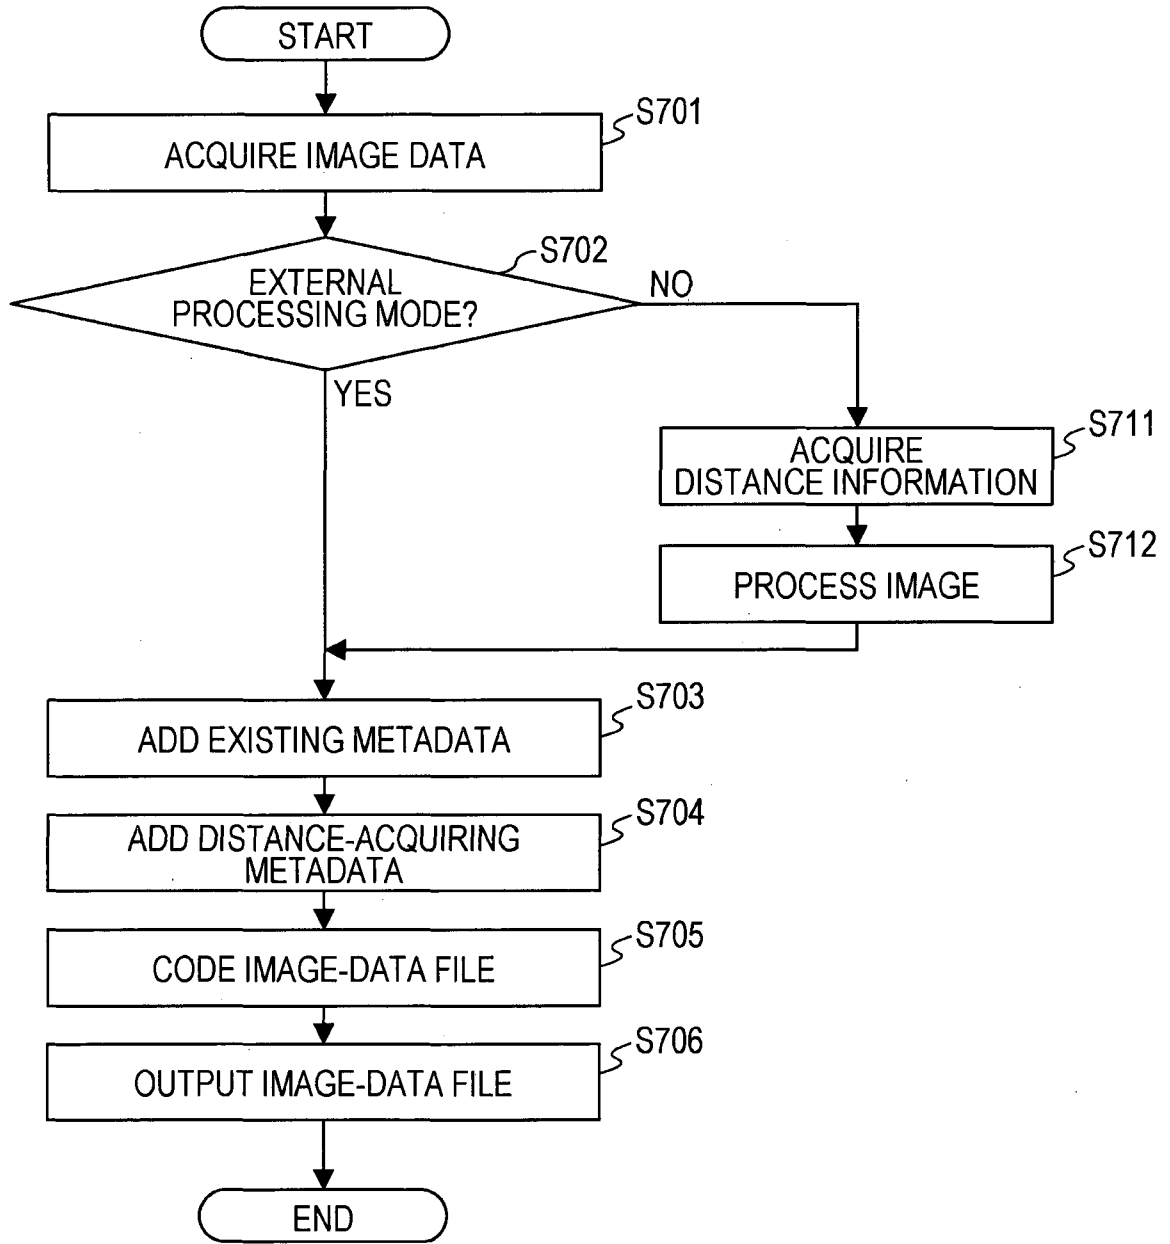 START
S701
ACQUIRE IMAGE DATA
S702
EXTERNAL
PROCESSING MODE?
NO
YES
S711
ACQUIRE
DISTANCE INFORMATION
S712
PROCESS IMAGE
S703
ADD EXISTING METADATA
S704
ADD DISTANCE-ACQUIRING
METADATA
S705
CODE IMAGE-DATA FILE
S706
OUTPUT IMAGE-DATA FILE
END